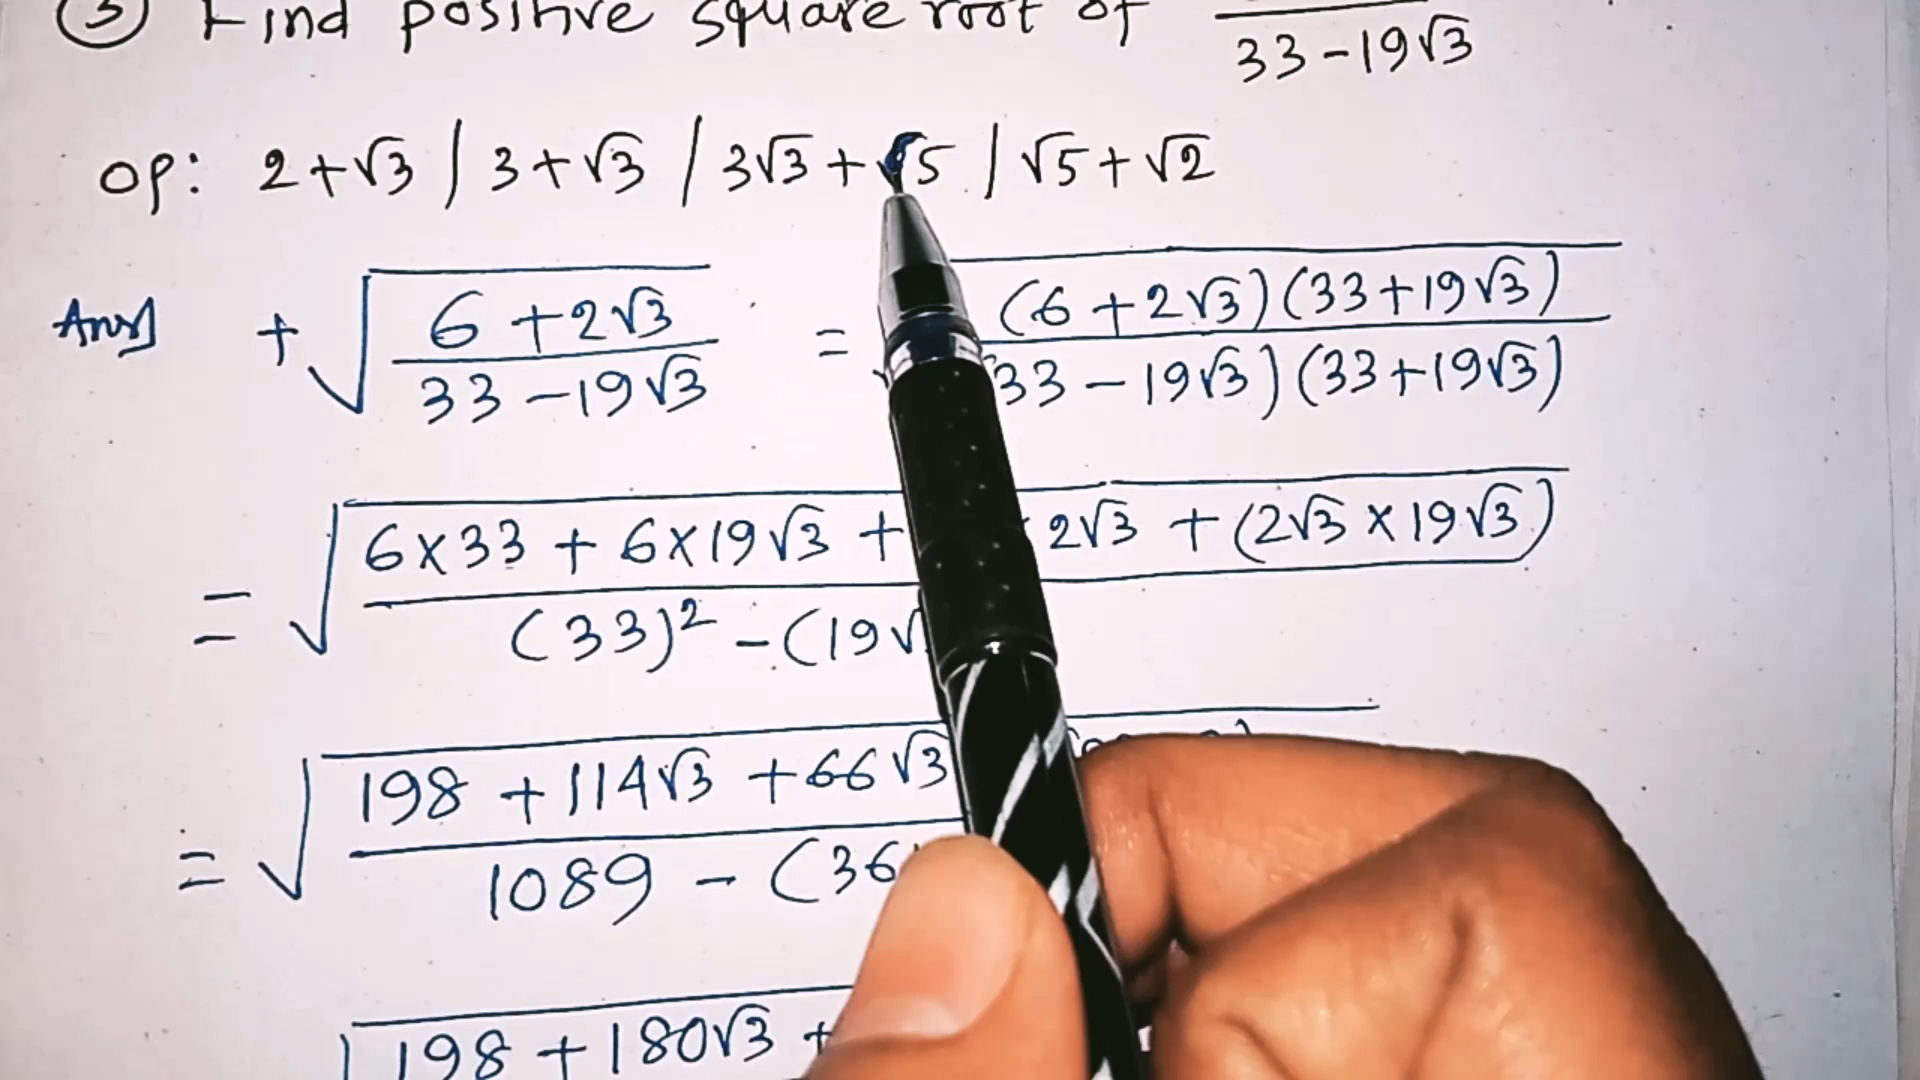 ③ Find positive square root of 33-19√3
op: 2+√3 / 3+√3 / 3√3+√5 / √5+√2
Ans + √ 6+2√3 / 33-19√3 = (6+2√3)(33+19√3) / 33-19√3)(33+19√3)
= √ 6×33 + 6×19√3 + 2√3 + (2√3×19√3) / (33)² - (19√
= √ 198 + 114√3 + 66√3 / 1089 - (36
198 + 180√3 +